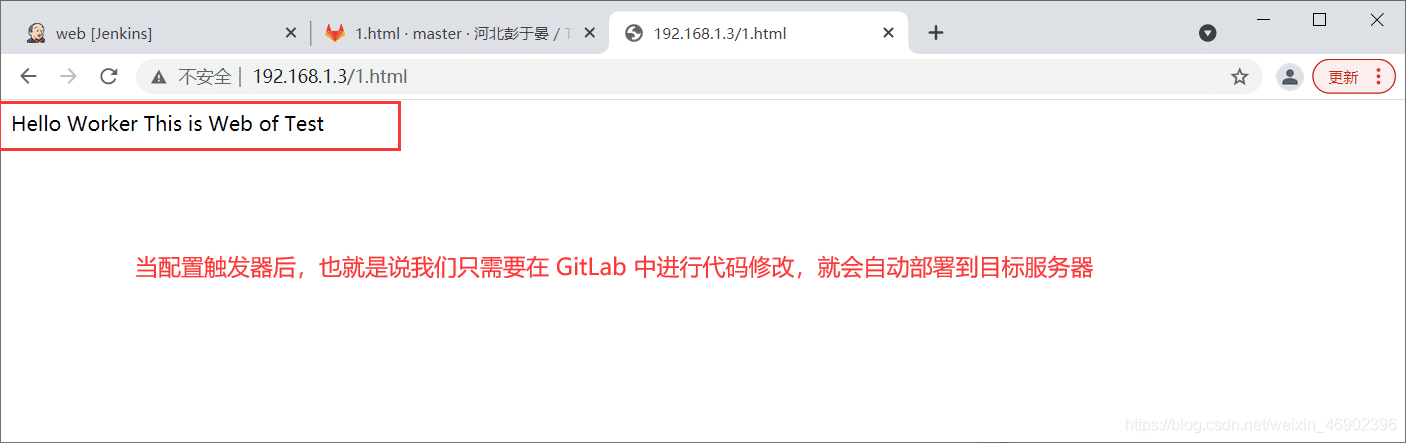 web [Jenkins]
1.html · master · 河北彭于晏 / T
192.168.1.3/1.html
不安全 | 192.168.1.3/1.html
更新
Hello Worker This is Web of Test
当配置触发器后，也就是说我们只需要在 GitLab 中进行代码修改，就会自动部署到目标服务器
https://blog.csdn.net/weixin_46902396